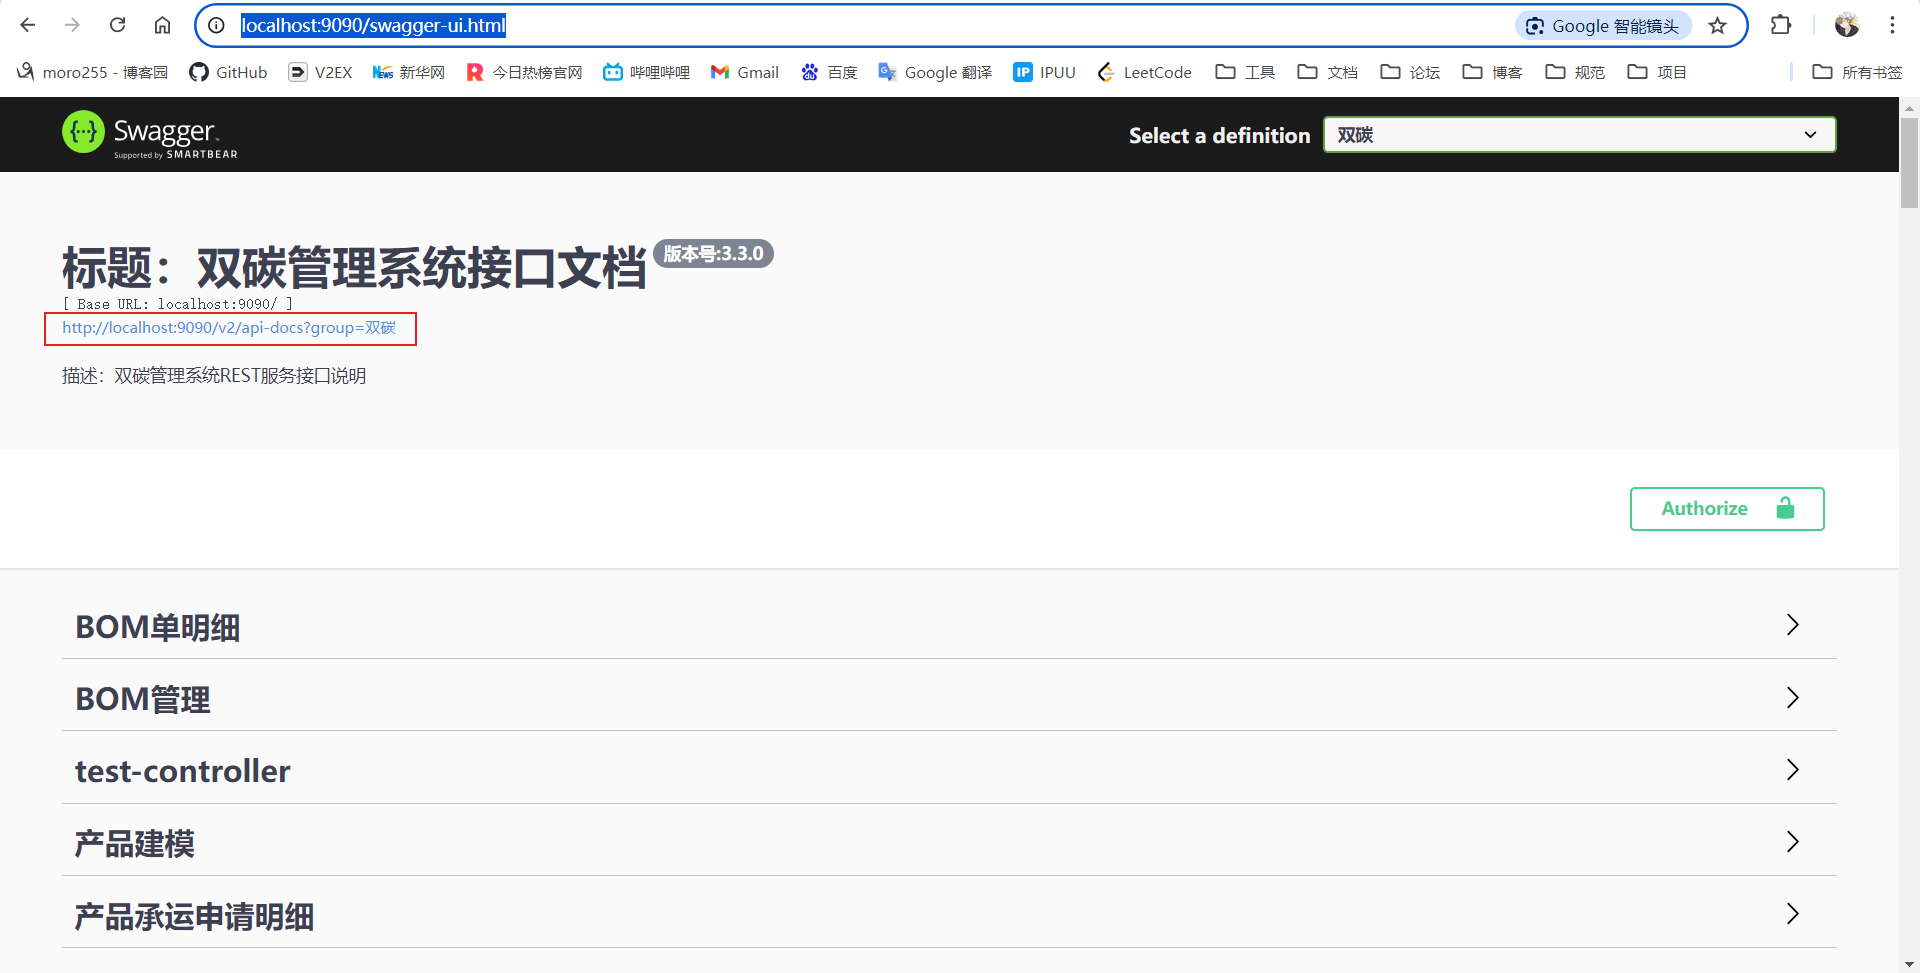 localhost:9090/swagger-ui.html
Google 智能镜头
moro255 - 博客园 GitHub V2EX NEWS 新华网 R 今日热榜官网 哔哩哔哩 Gmail 百度 Google 翻译 IP IPUU LeetCode 工具 文档 论坛 博客 规范 项目 所有书签
{···} Swagger™
Supported by SMARTBEAR
Select a definition 双碳
标题：双碳管理系统接口文档 版本号:3.3.0
[ Base URL: localhost:9090/ ]
http://localhost:9090/v2/api-docs?group=双碳
描述：双碳管理系统REST服务接口说明
Authorize
BOM单明细
BOM管理
test-controller
产品建模
产品承运申请明细